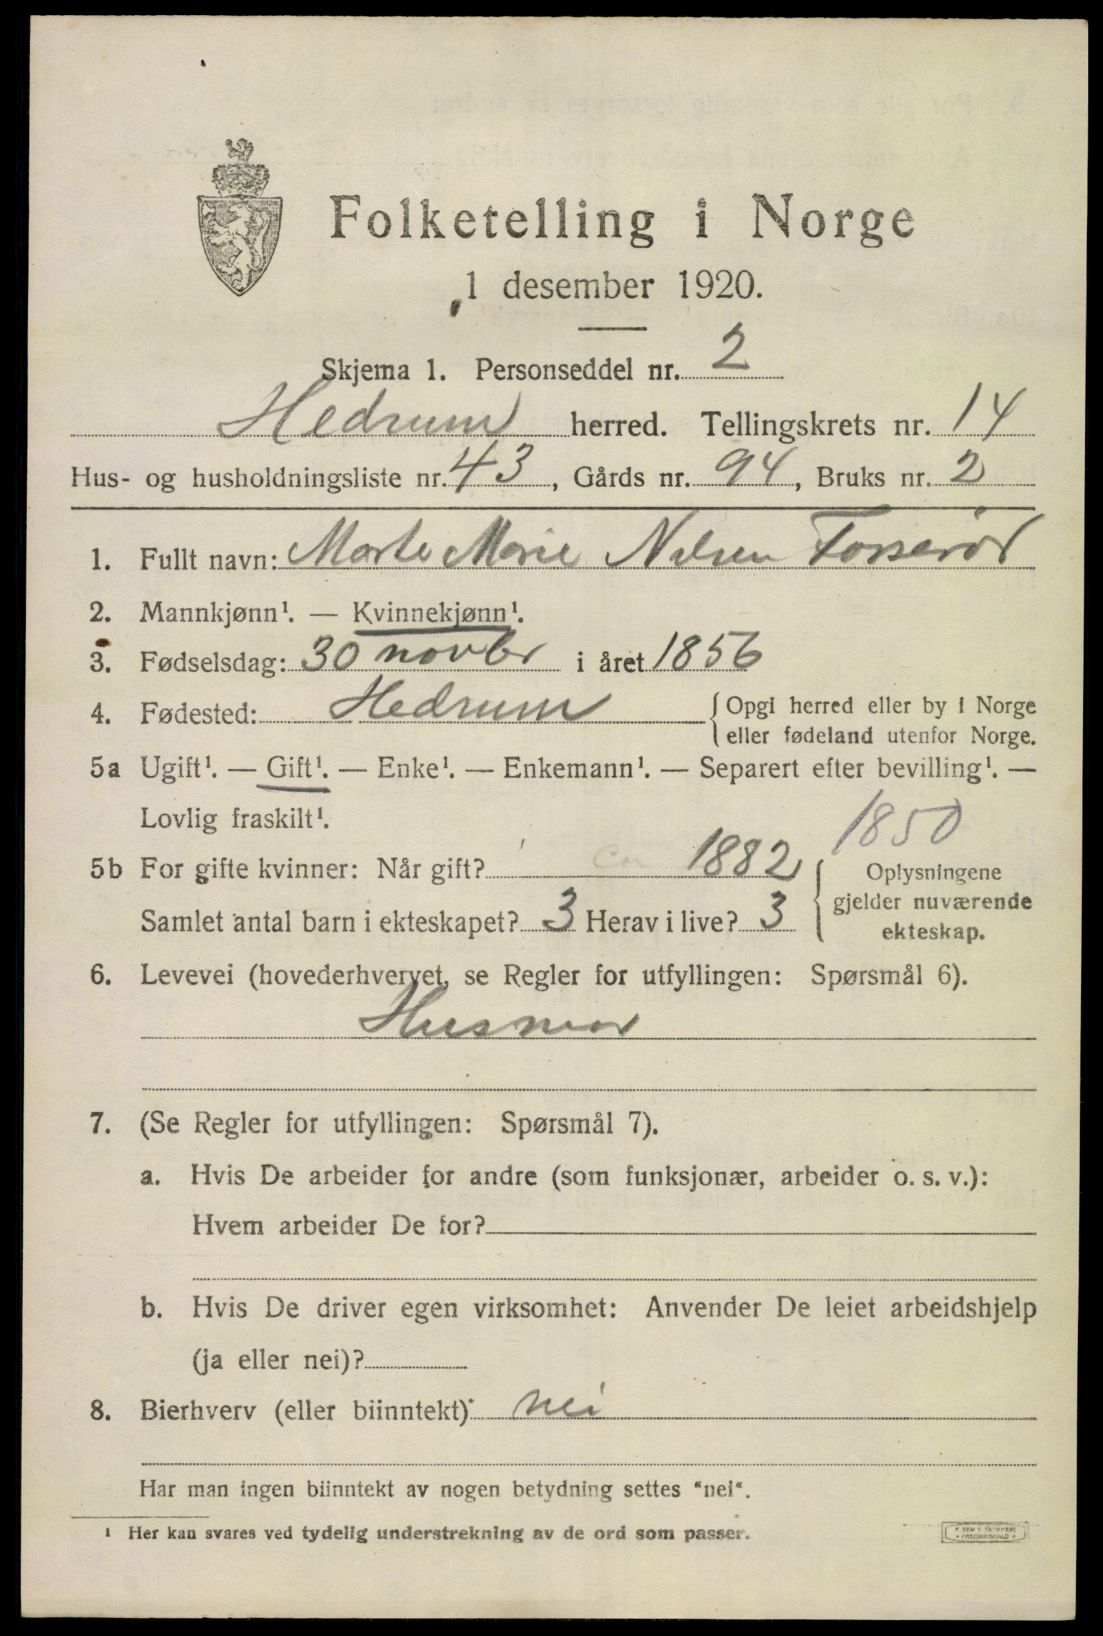 Folketelling i Norge
1 desember 1920.
Skjema 1. Personseddel nr. 2
Hedrum herred. Tellingskrets nr. 14
Hus- og husholdningsliste nr. 43, Gårds nr. 94, Bruks nr. 2
1. Fullt navn: Marte Marie Nilsen
2. Mannkjønn¹. — Kvinnekjønn¹.
3. Fødselsdag: 30 novbr i året 1856
4. Fødested: Hedrum {Opgi herred eller by i Norge
eller fødeland utenfor Norge.
5a Ugift¹. — Gift¹. — Enke¹. — Enkemann¹. — Separert efter bevilling¹. —
Lovlig fraskilt¹.
1850
5b For gifte kvinner: Når gift? ca 1882
Samlet antal barn i ekteskapet? 3 Herav i live? 3
{Oplysningene
gjelder nuværende
ekteskap.
6. Levevei (hovederhvervet, se Regler for utfyllingen: Spørsmål 6).
Husmor
7. (Se Regler for utfyllingen: Spørsmål 7).
a. Hvis De arbeider for andre (som funksjonær, arbeider o. s. v.):
Hvem arbeider De for?
b. Hvis De driver egen virksomhet: Anvender De leiet arbeidshjelp
(ja eller nei)?
8. Bierhverv (eller biinntekt) nei
Har man ingen biinntekt av nogen betydning settes "nei".
¹ Her kan svares ved tydelig understrekning av de ord som passer.